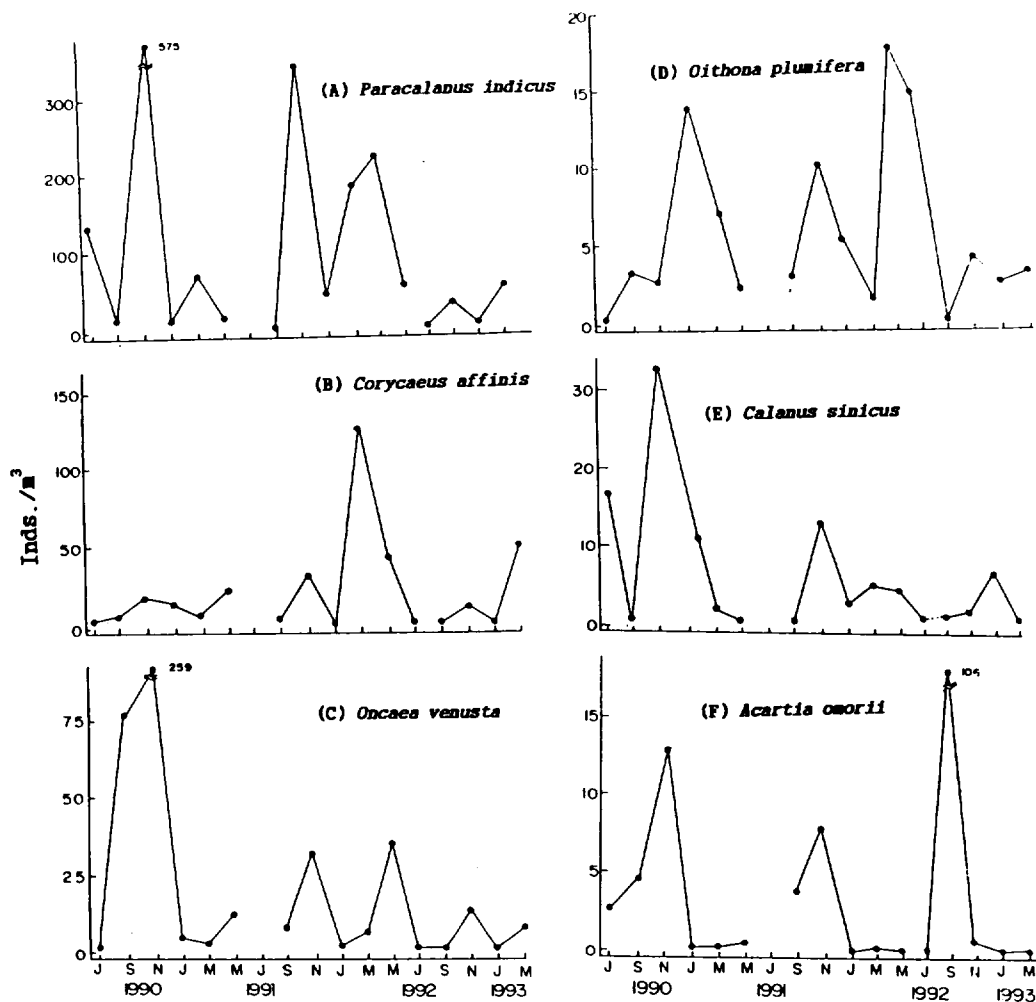 575
300
200
100
0
(A) Paracalanus indicus
20
15
10
5
0
(D) Oithona plumifera
150
100
50
0
(B) Corycaeus affinis
Inds./m³
30
20
10
0
(E) Calanus sinicus
259
75
50
25
0
(C) Oncaea venusta
J S N J M M J S N J M M J S N J M
1990 1991 1992 1993
15
10
5
0
(F) Acartia omorii
J S N J M M J S N J M M J S N J M
1990 1991 1992 1993